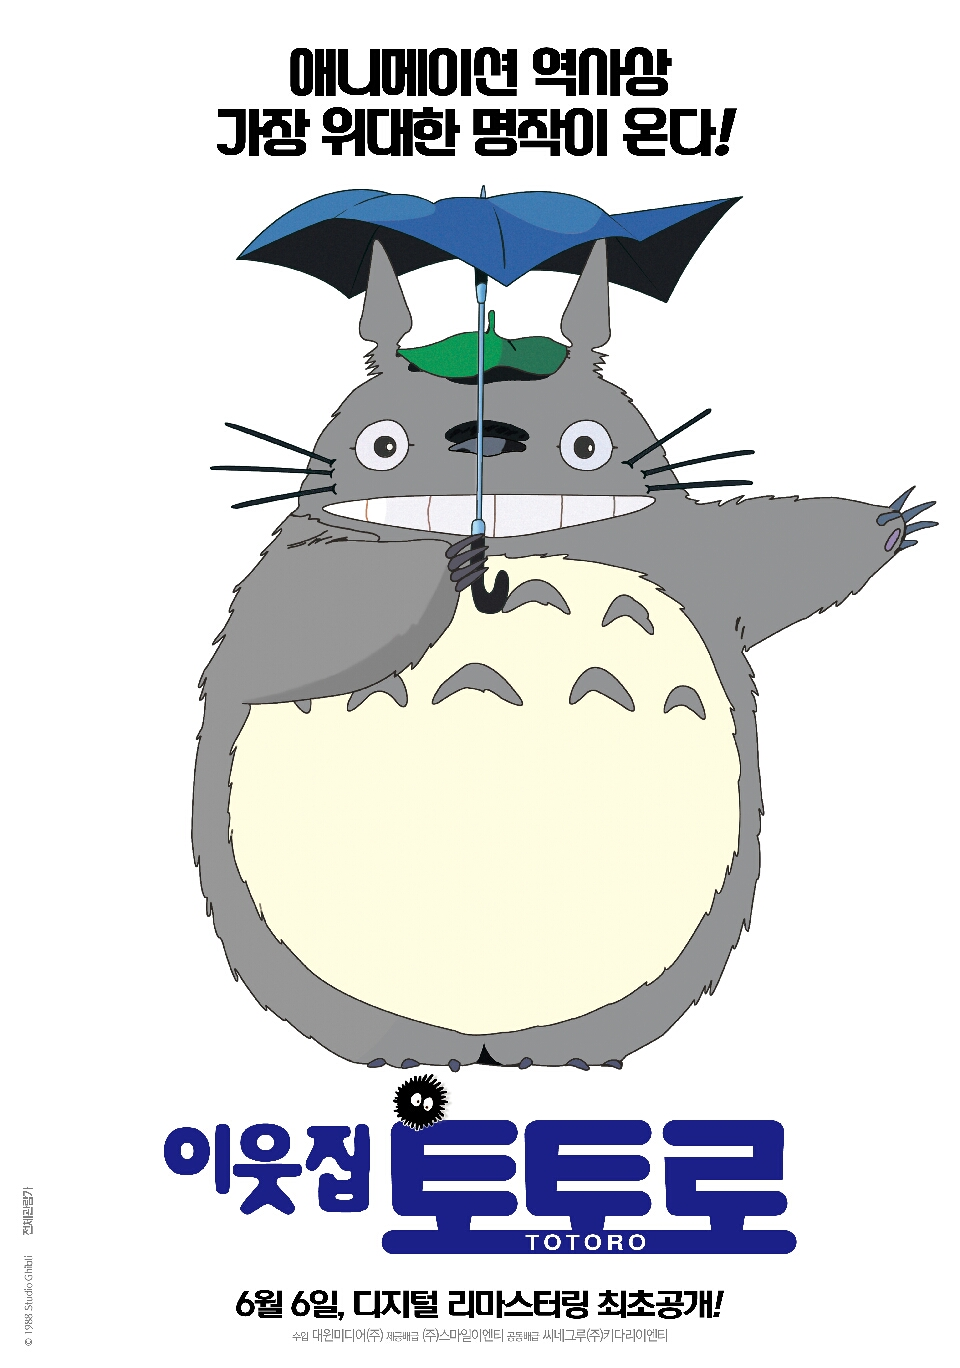 애니메이션 역사상
가장 위대한 명작이 온다!
이웃집 토토로
TOTORO
6월 6일, 디지털 리마스터링 최초공개!
수입 대원미디어(주) 제공배급 (주)스마일이엔티 공동배급 씨네그루(주)키다리이엔티
© 1988 Studio Ghibli 전체관람가